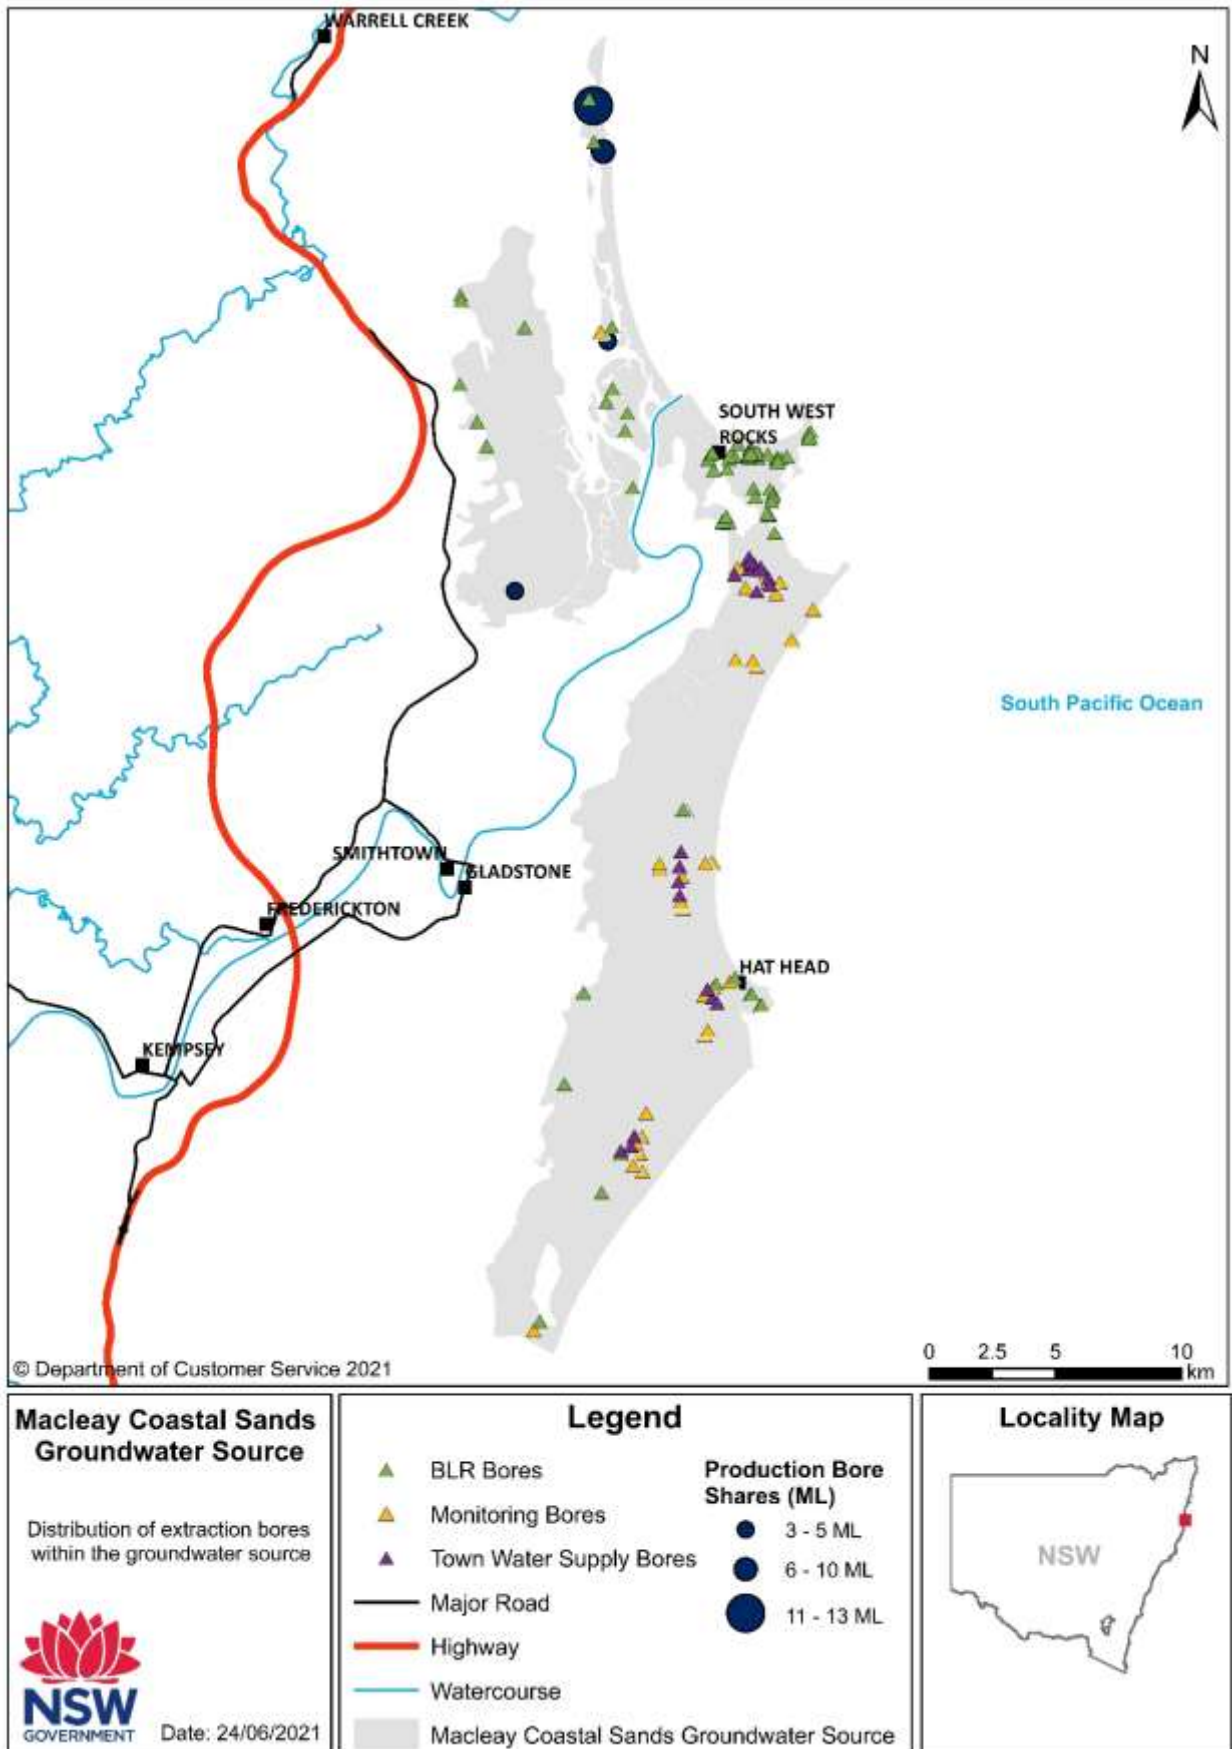 WARRELL CREEK
N
SOUTH WEST
ROCKS
South Pacific Ocean
SMITHTOWN
GLADSTONE
FREDERICKTON
HAT HEAD
KEMPSEY
0 2.5 5 10
km
© Department of Customer Service 2021
Macleay Coastal Sands
Groundwater Source
Distribution of extraction bores
within the groundwater source
NSW
GOVERNMENT
Date: 24/06/2021
Legend
BLR Bores
Monitoring Bores
Town Water Supply Bores
Major Road
Highway
Watercourse
Macleay Coastal Sands Groundwater Source
Production Bore
Shares (ML)
3 - 5 ML
6 - 10 ML
11 - 13 ML
Locality Map
NSW